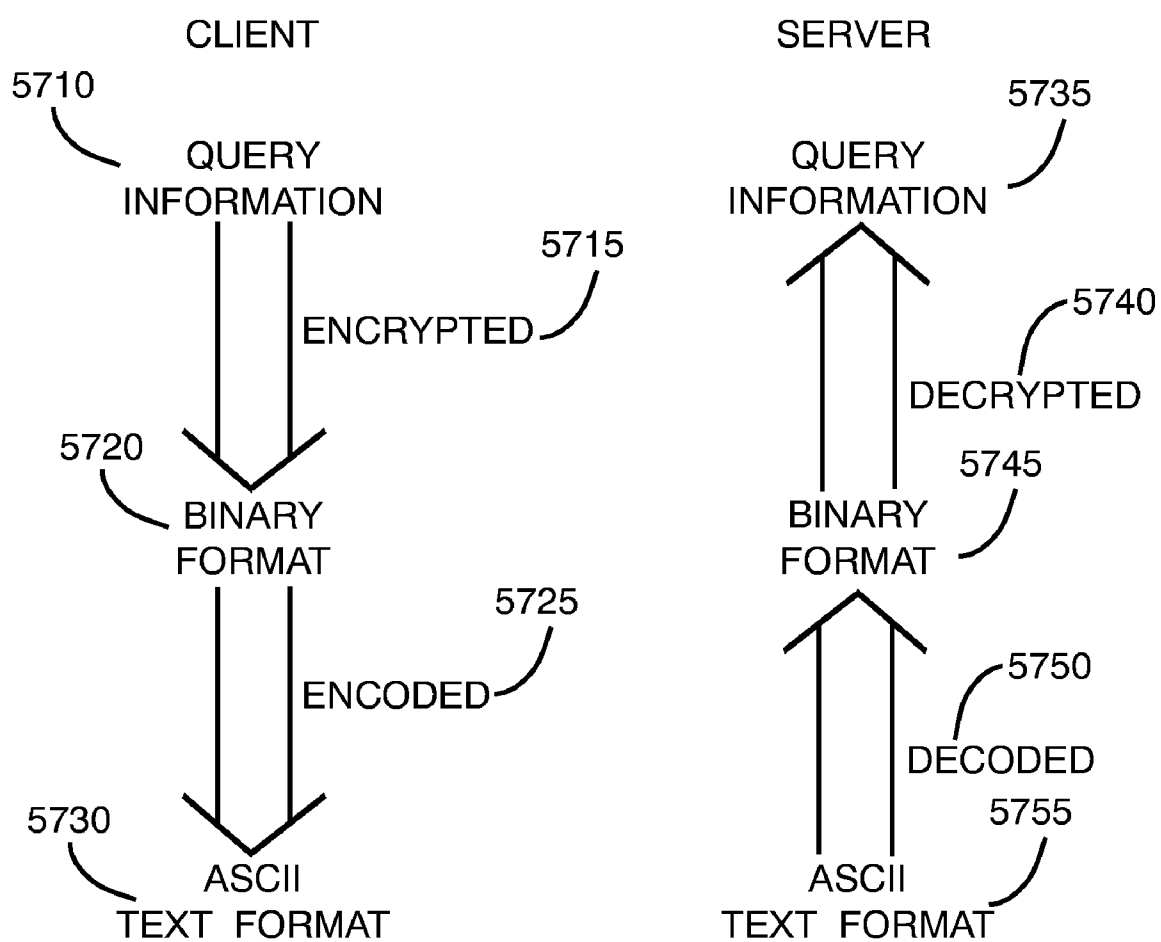 CLIENT
5710
QUERY
INFORMATION
5715
ENCRYPTED
5720
BINARY
FORMAT
5725
ENCODED
5730
ASCII
TEXT FORMAT
SERVER
5735
QUERY
INFORMATION
5740
DECRYPTED
5745
BINARY
FORMAT
5750
DECODED
5755
ASCII
TEXT FORMAT